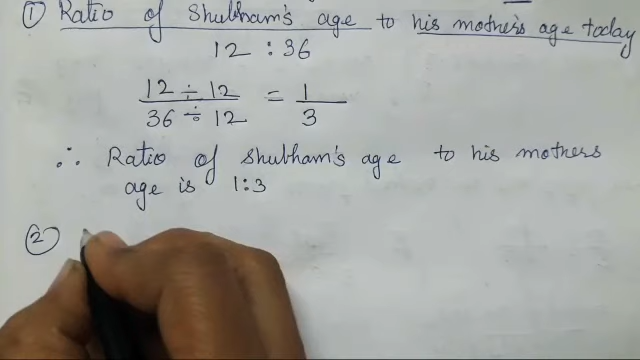 ① Ratio of Shubham's age to his mother's age today
12 : 36
12 ÷ 12 = 1
36 ÷ 12 3
∴ Ratio of Shubham's age to his mothers
age is 1:3
②